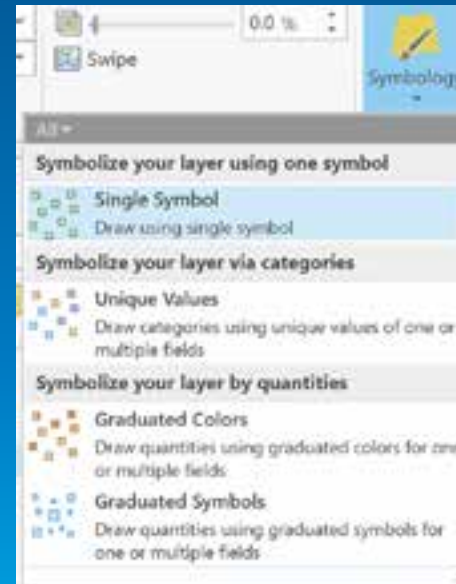 0.0 %
Swipe
Symbology
All
Symbolize your layer using one symbol
Single Symbol
Draw using single symbol
Symbolize your layer via categories
Unique Values
Draw categories using unique values of one or
multiple fields
Symbolize your layer by quantities
Graduated Colors
Draw quantities using graduated colors for one
or multiple fields
Graduated Symbols
Draw quantities using graduated symbols for
one or multiple fields